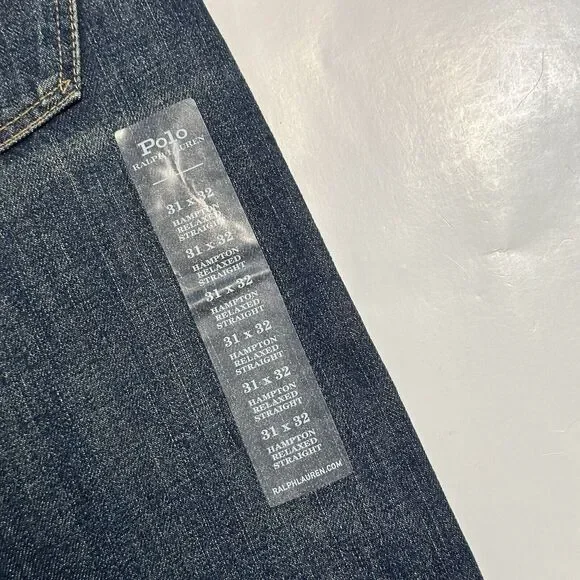 Polo
RALPH LAUREN
31 x 32
HAMPTON
RELAXED
STRAIGHT
31 x 32
HAMPTON
RELAXED
STRAIGHT
31 x 32
HAMPTON
RELAXED
STRAIGHT
31 x 32
HAMPTON
RELAXED
STRAIGHT
31 x 32
HAMPTON
RELAXED
STRAIGHT
31 x 32
HAMPTON
RELAXED
STRAIGHT
RALPHLAUREN.COM